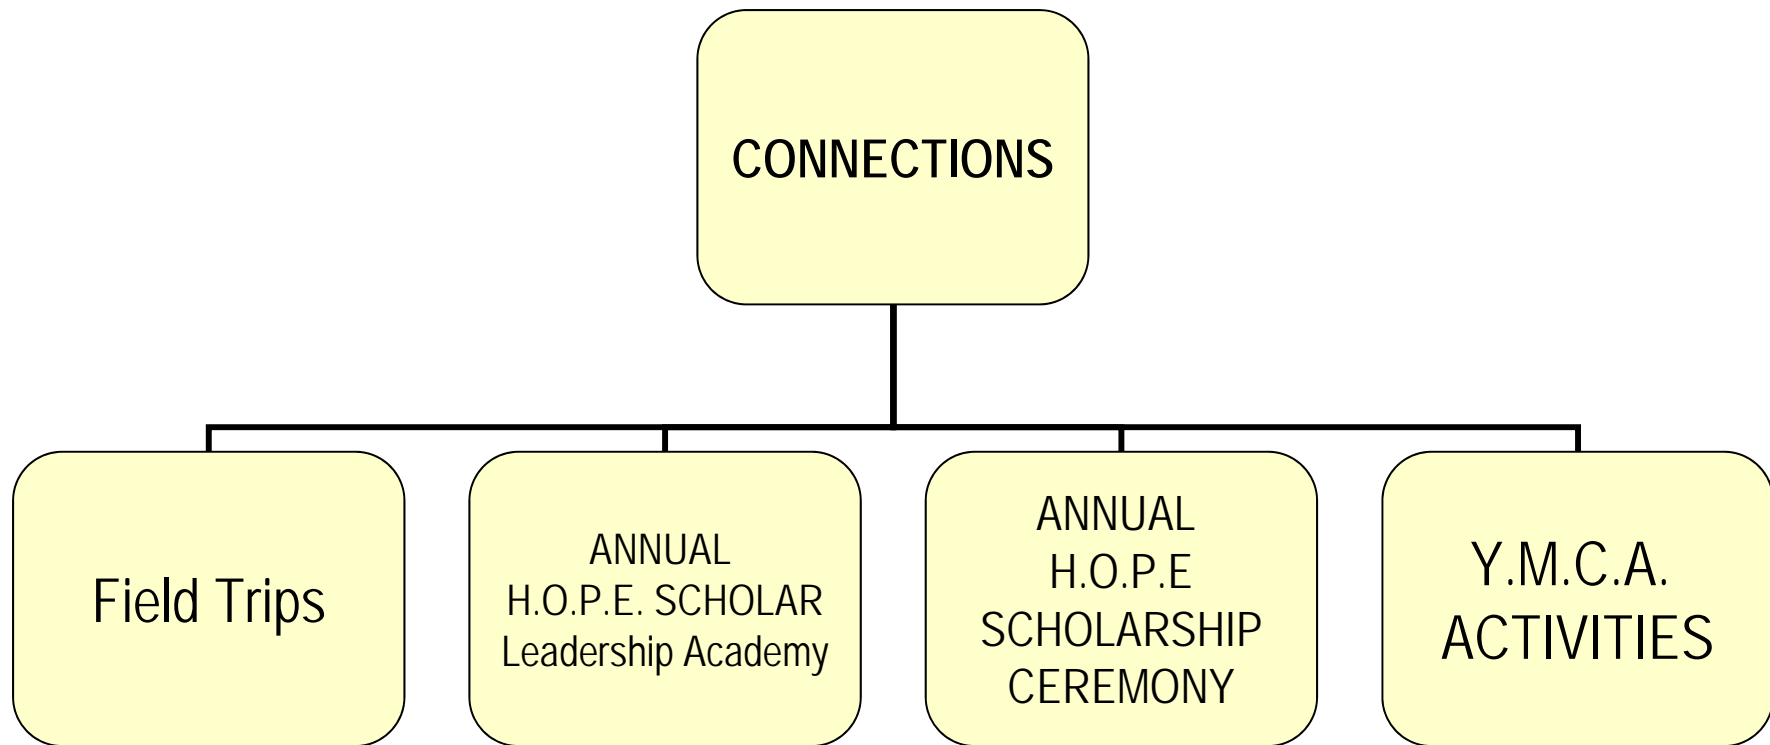 CONNECTIONS
Field Trips
ANNUAL
H.O.P.E. SCHOLAR
Leadership Academy
ANNUAL
H.O.P.E
SCHOLARSHIP
CEREMONY
Y.M.C.A.
ACTIVITIES